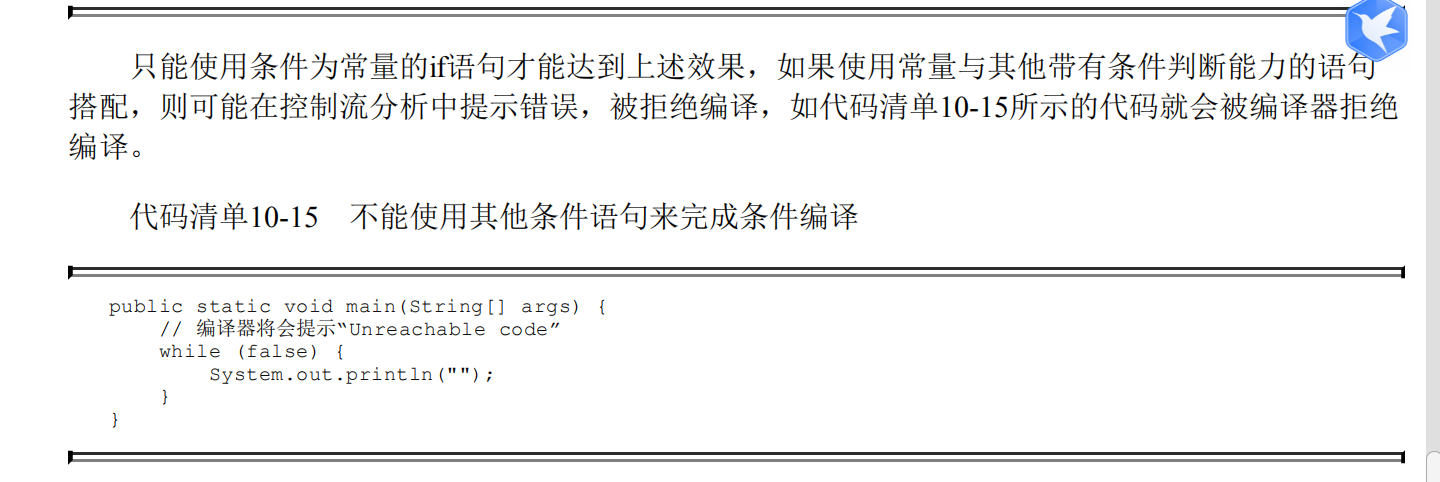 只能使用条件为常量的if语句才能达到上述效果，如果使用常量与其他带有条件判断能力的语句
搭配，则可能在控制流分析中提示错误，被拒绝编译，如代码清单10-15所示的代码就会被编译器拒绝
编译。
代码清单10-15　不能使用其他条件语句来完成条件编译
public static void main(String[] args) {
    // 编译器将会提示“Unreachable code”
    while (false) {
        System.out.println("");
    }
}